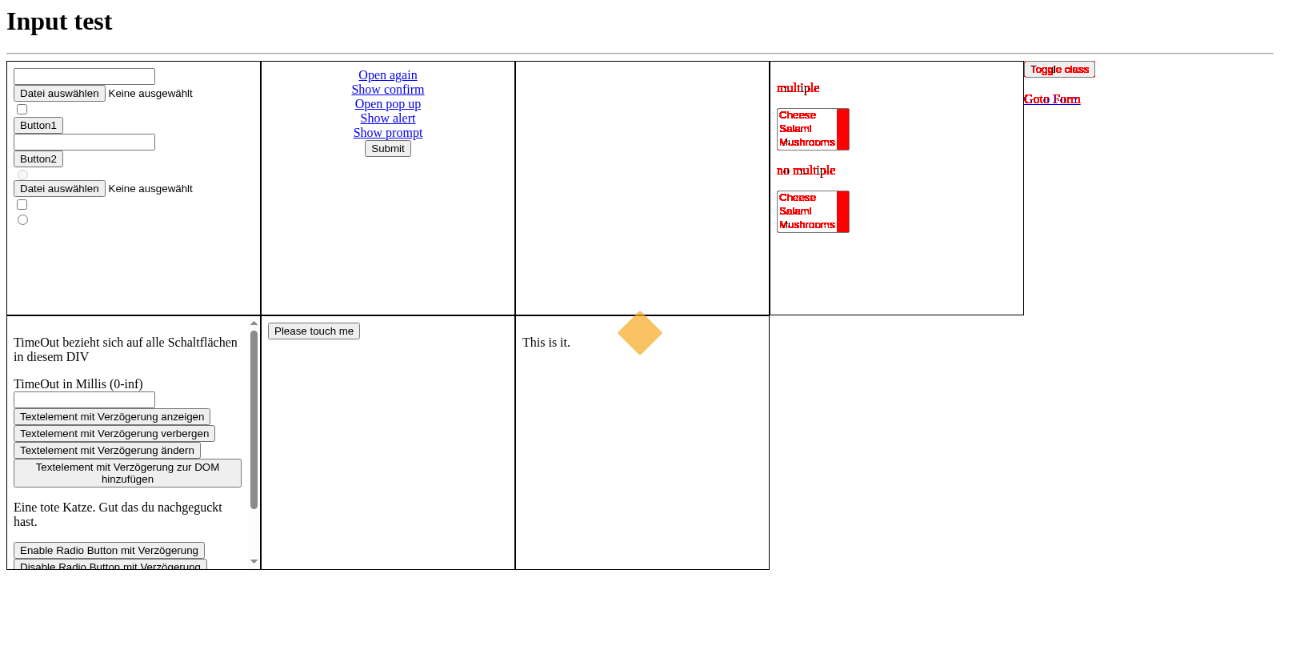 Input test
Datei auswählen Keine ausgewählt
Button1
Button2
Datei auswählen Keine ausgewählt
Open again
Show confirm
Open pop up
Show alert
Show prompt
Submit
multiple
Cheese
Salami
Mushrooms
no multiple
Cheese
Salami
Mushrooms
Toggle class
Goto Form
TimeOut bezieht sich auf alle Schaltflächen
in diesem DIV
TimeOut in Millis (0-inf)
Textelement mit Verzögerung anzeigen
Textelement mit Verzögerung verbergen
Textelement mit Verzögerung ändern
Textelement mit Verzögerung zur DOM
hinzufügen
Eine tote Katze. Gut das du nachgeguckt
hast.
Enable Radio Button mit Verzögerung
Disable Radio Button mit Verzögerung
Please touch me
This is it.